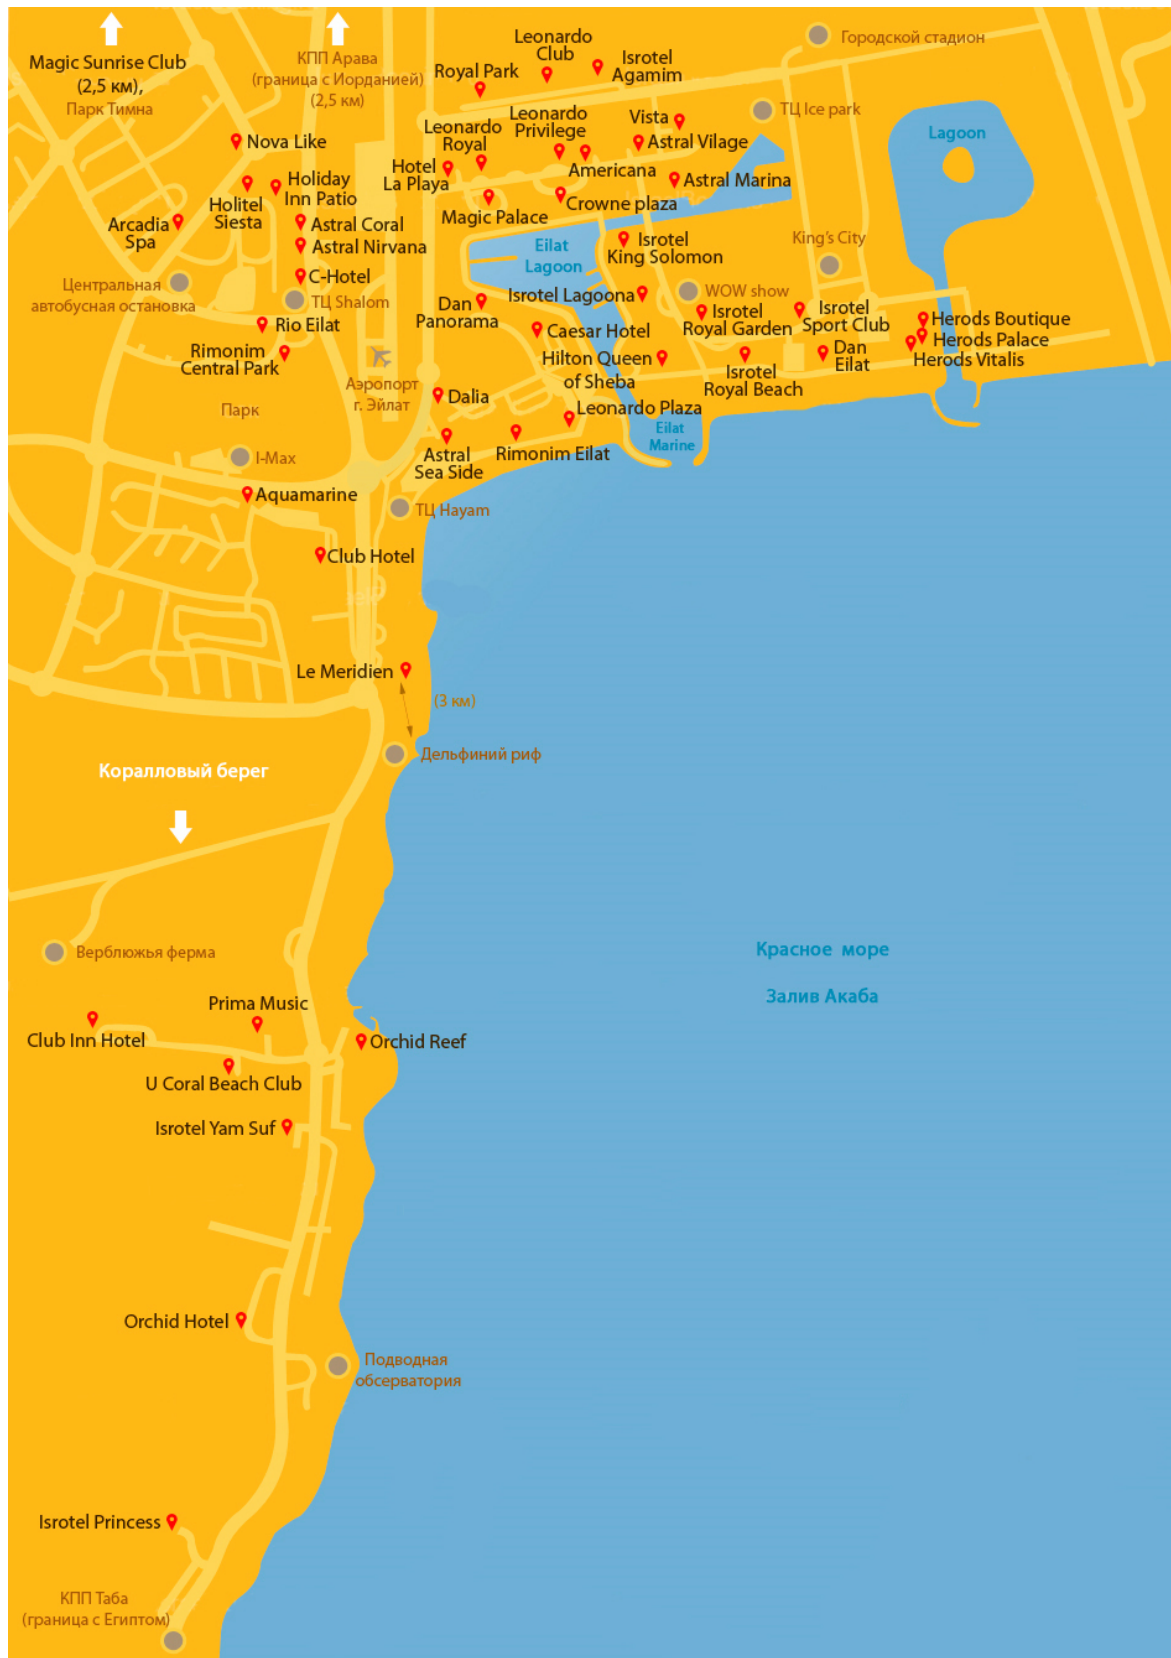 Magic Sunrise Club
(2,5 км),
Парк Тимна
КПП Арава
(граница с Иорданией)
(2,5 км)
Royal Park
Leonardo
Club
Isrotel
Agamim
Городской стадион
ТЦ Ice park
Lagoon
Nova Like
Leonardo
Royal
Leonardo
Privilege
Vista
Astral Vilage
Hotel
La Playa
Americana
Astral Marina
Holiday
Inn Patio
Holitel
Siesta
Magic Palace
Crowne plaza
Arcadia
Spa
Astral Coral
Astral Nirvana
Eilat
Lagoon
Isrotel
King Solomon
King's City
Центральная
автобусная остановка
C-Hotel
ТЦ Shalom
Dan
Panorama
Isrotel Lagoona
WOW show
Isrotel
Royal Garden
Isrotel
Sport Club
Herods Boutique
Herods Palace
Herods Vitalis
Rio Eilat
Caesar Hotel
Rimonim
Central Park
Hilton Queen
of Sheba
Isrotel
Royal Beach
Dan
Eilat
Аэропорт
г. Эйлат
Парк
Dalia
Leonardo Plaza
Eilat
Marine
Astral
Sea Side
Rimonim Eilat
I-Max
Aquamarine
ТЦ Hayam
Club Hotel
Le Meridien
(3 км)
Дельфиний риф
Коралловый берег
Верблюжья ферма
Красное море
Залив Акаба
Prima Music
Club Inn Hotel
Orchid Reef
U Coral Beach Club
Isrotel Yam Suf
Orchid Hotel
Подводная
обсерватория
Isrotel Princess
КПП Таба
(граница с Египтом)